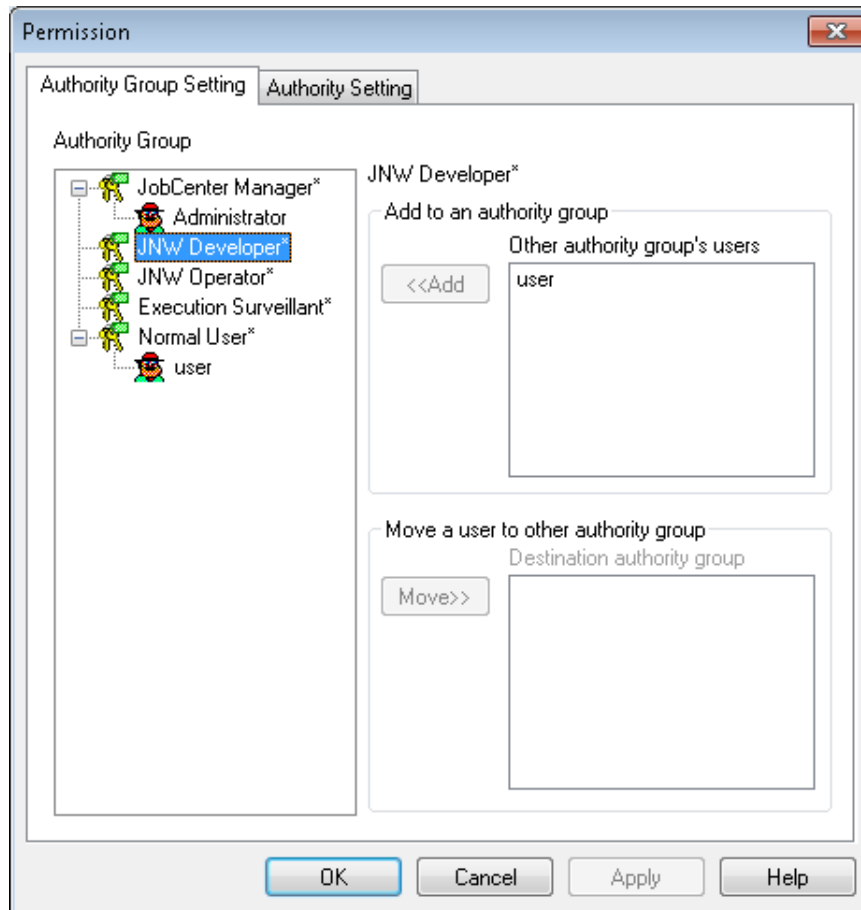 Permission
Authority Group Setting
Authority Setting
Authority Group
JobCenter Manager*
Administrator
JNW Developer*
JNW Operator*
Execution Surveillant*
Normal User*
user
JNW Developer*
Add to an authority group
Other authority group's users
<<Add
user
Move a user to other authority group
Destination authority group
Move>>
OK
Cancel
Apply
Help